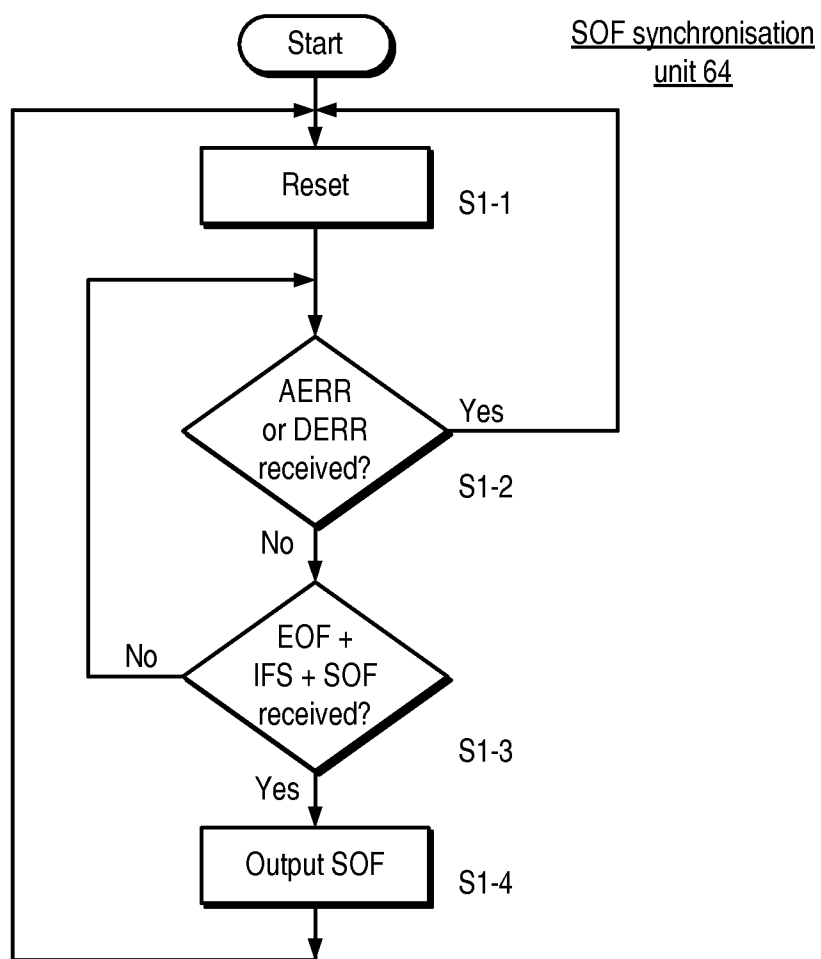 Start
SOF synchronisation
unit 64
Reset
S1-1
AERR
or DERR
received?
Yes
S1-2
No
EOF +
IFS + SOF
received?
No
S1-3
Yes
Output SOF
S1-4